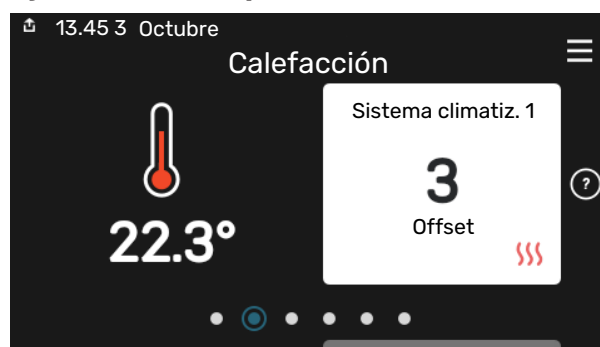 13.45 3 Octubre
Calefacción
Sistema climatiz. 1
3
Offset
22.3°
?